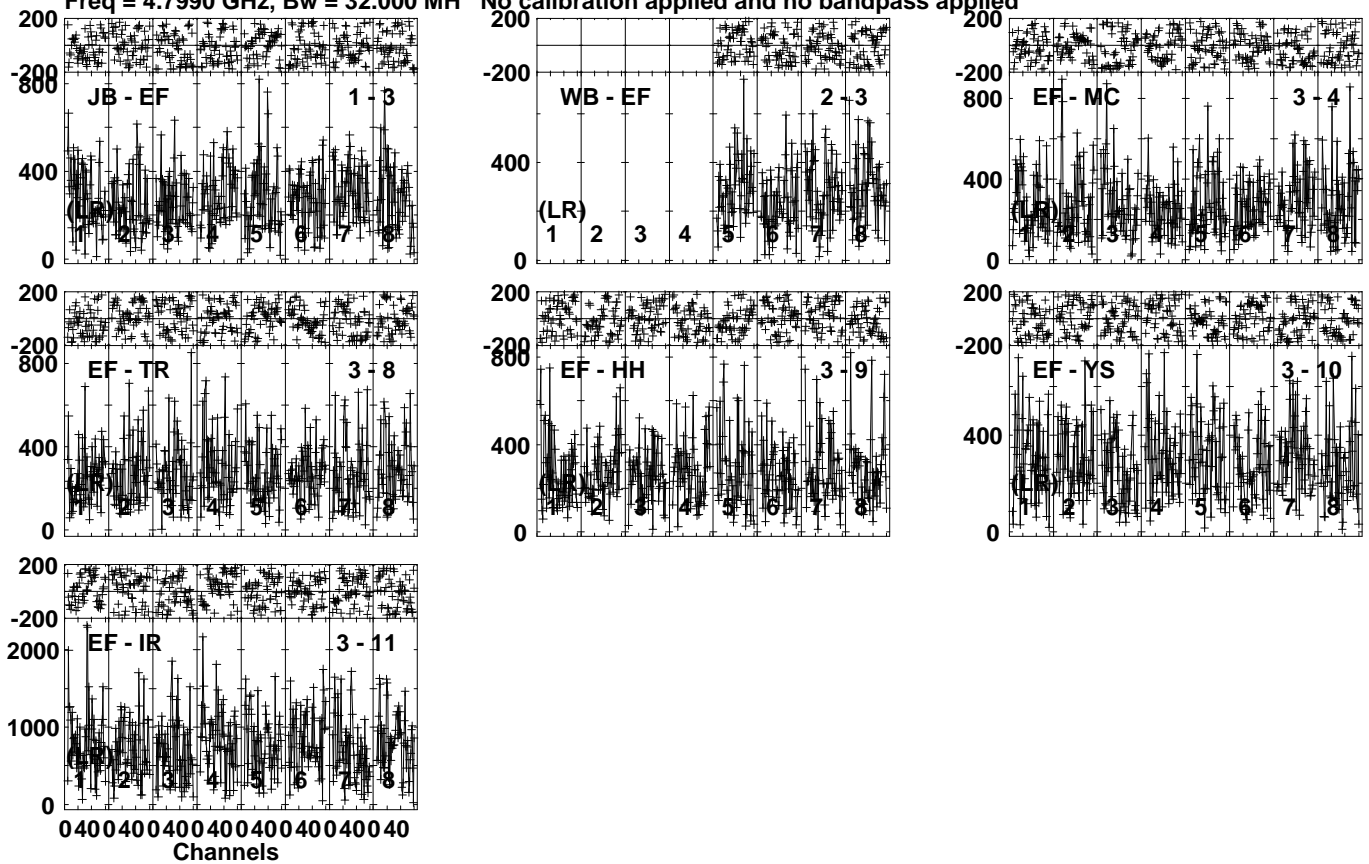 Freq = 4.7990 GHz, Bw = 32.000 MH No calibration applied and no bandpass applied
200
-200
800
400
0
JB - EF 1 - 3
(LR)
1 2 3 4 5 6 7 8
200
-200
400
0
WB - EF 2 - 3
(LR)
1 2 3 4 5 6 7 8
200
-200
800
400
0
EF - MC 3 - 4
(LR)
1 2 3 4 5 6 7 8
200
-200
800
400
0
EF - TR 3 - 8
(LR)
1 2 3 4 5 6 7 8
200
-200
800
400
0
EF - HH 3 - 9
(LR)
1 2 3 4 5 6 7 8
200
-200
400
0
EF - YS 3 - 10
(LR)
1 2 3 4 5 6 7 8
200
-200
2000
1000
0
EF - IR 3 - 11
(LR)
1 2 3 4 5 6 7 8
0 40 0 40 0 40 0 40 0 40 0 40 0 40 0 40
Channels